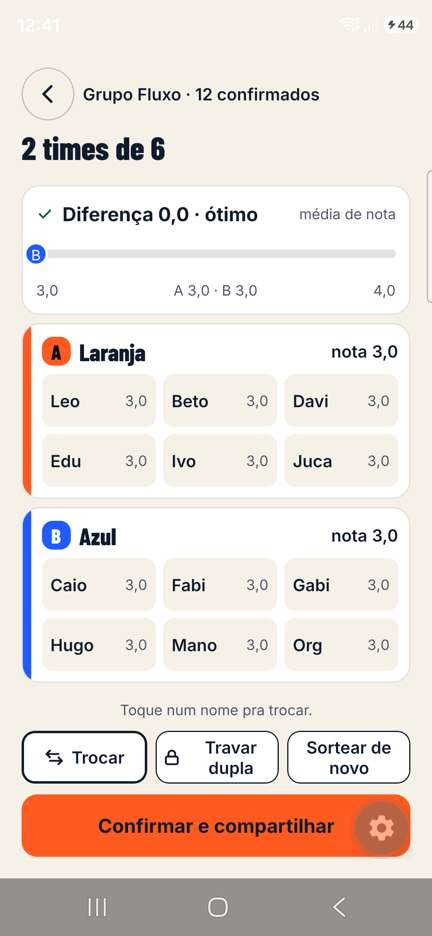 12:41
44
Grupo Fluxo · 12 confirmados
2 times de 6
Diferença 0,0 · ótimo
média de nota
B
3,0
A 3,0 · B 3,0
4,0
A Laranja
nota 3,0
Leo 3,0
Beto 3,0
Davi 3,0
Edu 3,0
Ivo 3,0
Juca 3,0
B Azul
nota 3,0
Caio 3,0
Fabi 3,0
Gabi 3,0
Hugo 3,0
Mano 3,0
Org 3,0
Toque num nome pra trocar.
Trocar
Travar
dupla
Sortear de
novo
Confirmar e compartilhar